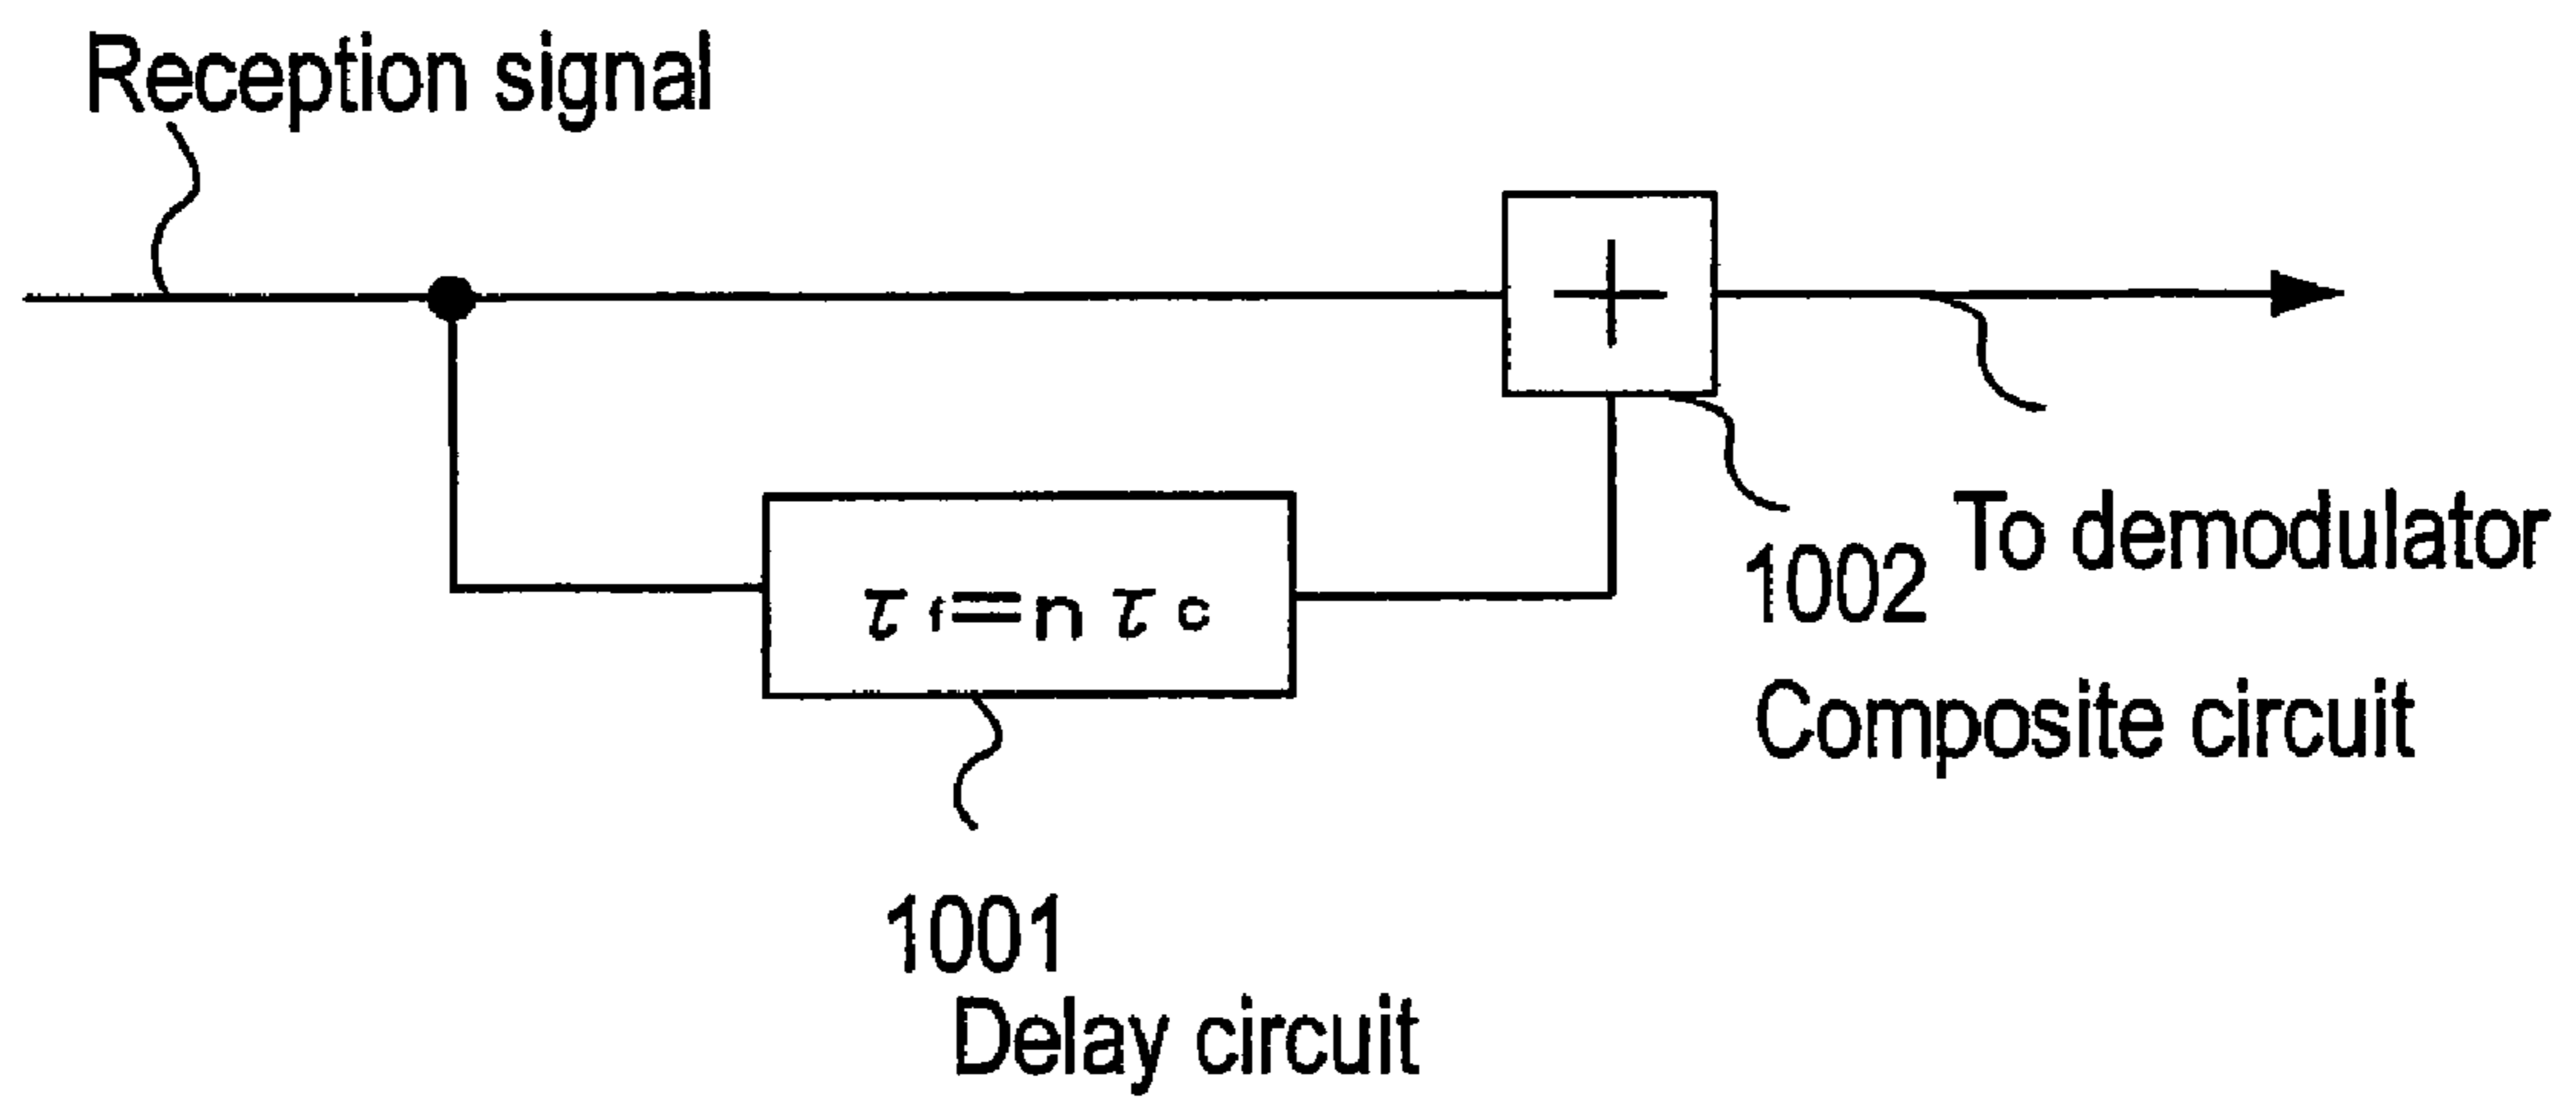 Reception signal
+
τf=nτc
To demodulator
1002
Composite circuit
1001
Delay circuit